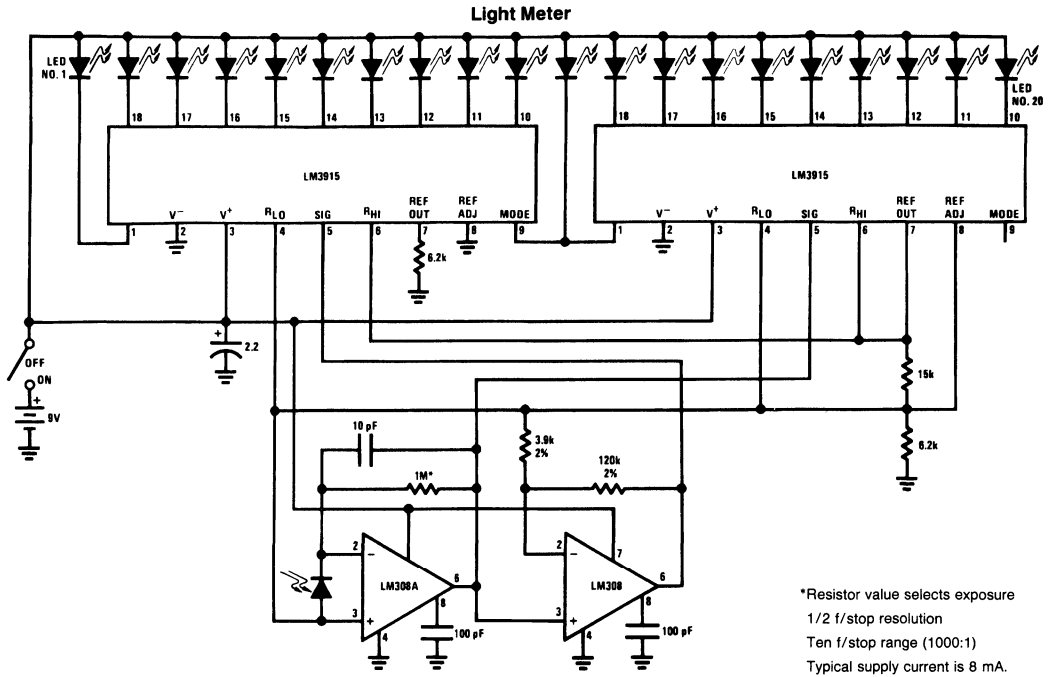 Light Meter
LED
NO. 1
LED
NO. 20
18 17 16 15 14 13 12 11 10
18 17 16 15 14 13 12 11 10
LM3915
LM3915
V− V+ RLO SIG RHI REF OUT REF ADJ MODE
V− V+ RLO SIG RHI REF OUT REF ADJ MODE
1 2 3 4 5 6 7 8 9
1 2 3 4 5 6 7 8 9
6.2k
+
2.2
OFF
ON
+
9V
15k
6.2k
10 pF
3.9k
2%
120k
2%
1M*
2
−
LM308A
6
3
+
8
4
100 pF
7
2
−
LM308
6
3
+
8
4
100 pF
*Resistor value selects exposure
1/2 f/stop resolution
Ten f/stop range (1000:1)
Typical supply current is 8 mA.